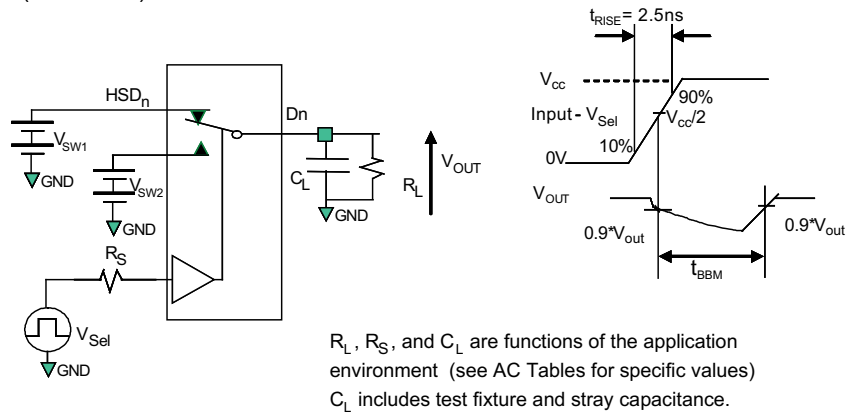 t_RISE = 2.5ns
V_cc
90%
Input - V_Sel
V_cc/2
10%
0V
V_OUT
0.9*V_out
0.9*V_out
t_BBM
HSD_n
Dn
V_SW1
GND
V_SW2
GND
C_L
R_L
V_OUT
GND
R_S
V_Sel
GND
R_L, R_S, and C_L are functions of the application
environment (see AC Tables for specific values)
C_L includes test fixture and stray capacitance.